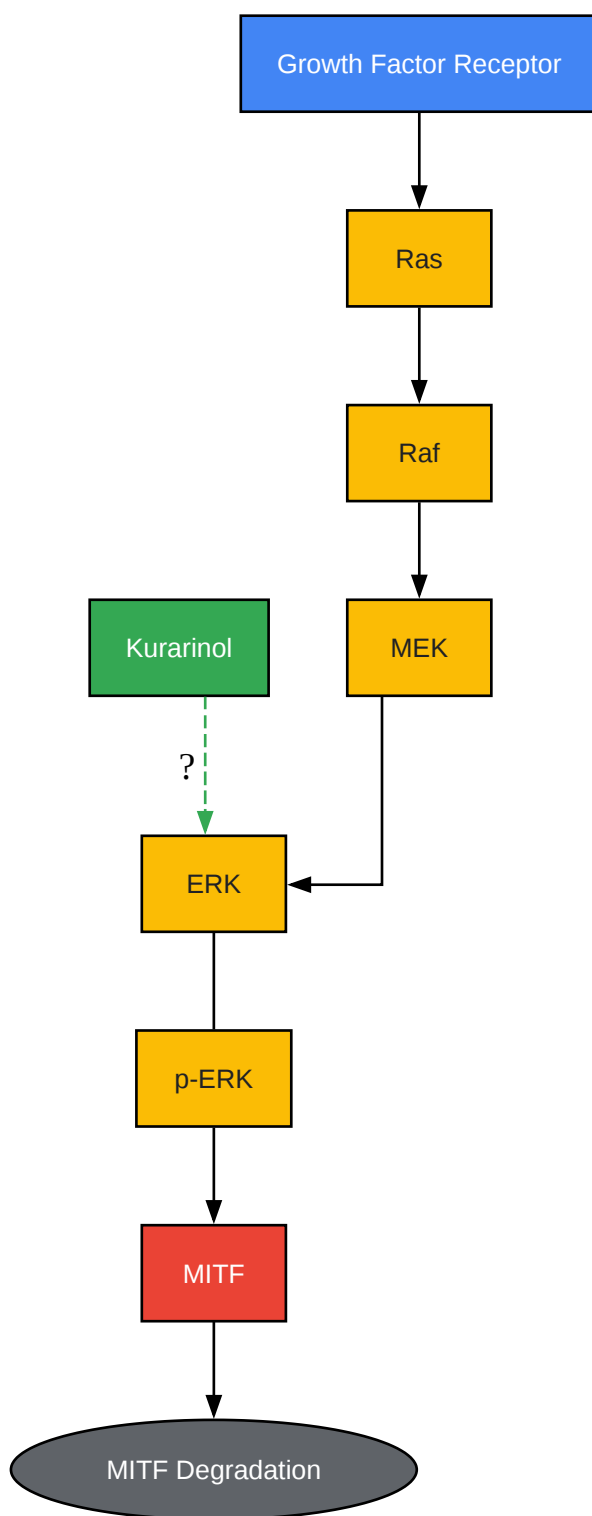 Growth Factor Receptor
Ras
Raf
Kurarinol
MEK
?
ERK
p-ERK
MITF
MITF Degradation